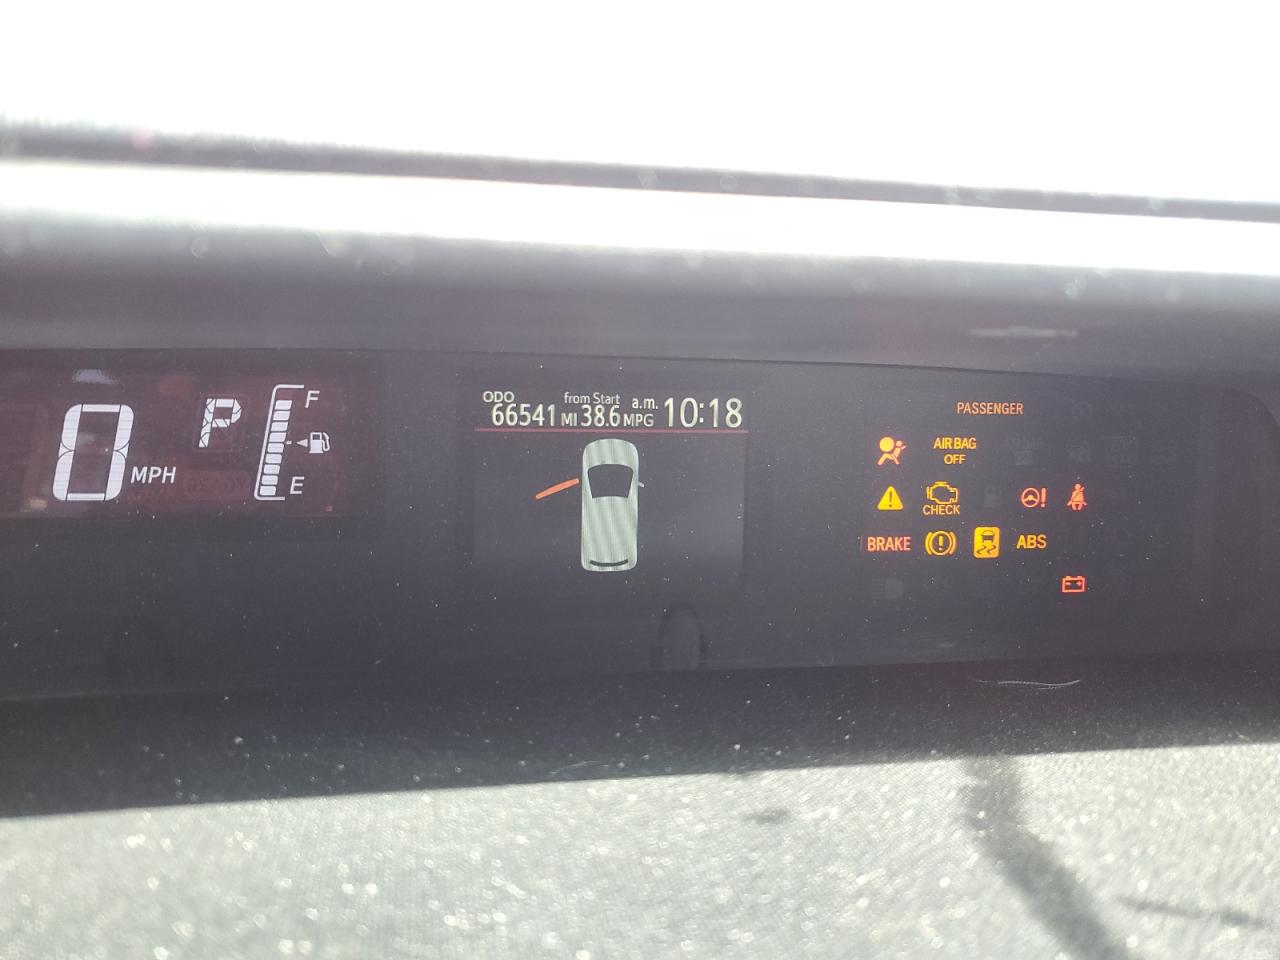 0 MPH
P
F
E
ODO
66541 MI
from Start
38.6 MPG
a.m. 10:18
PASSENGER
AIR BAG
OFF
CHECK
BRAKE
ABS
READY